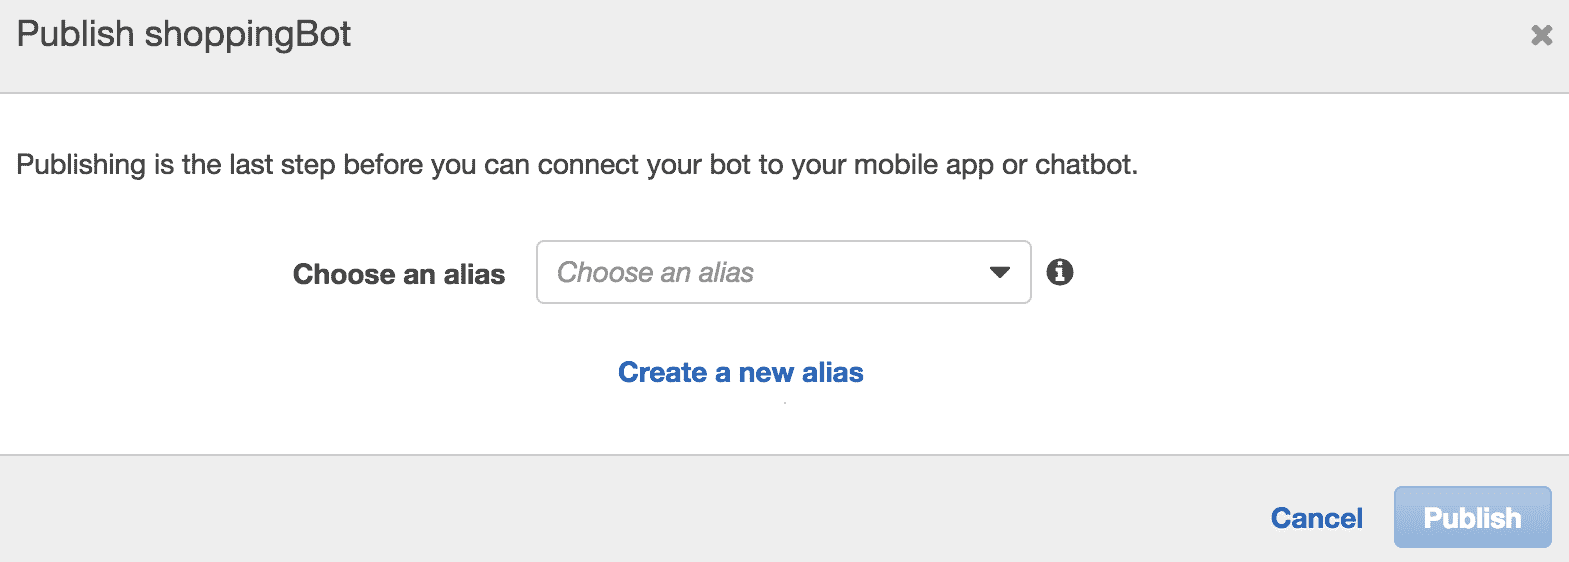 Publish shoppingBot
Publishing is the last step before you can connect your bot to your mobile app or chatbot.
Choose an alias
Choose an alias
Create a new alias
Cancel
Publish